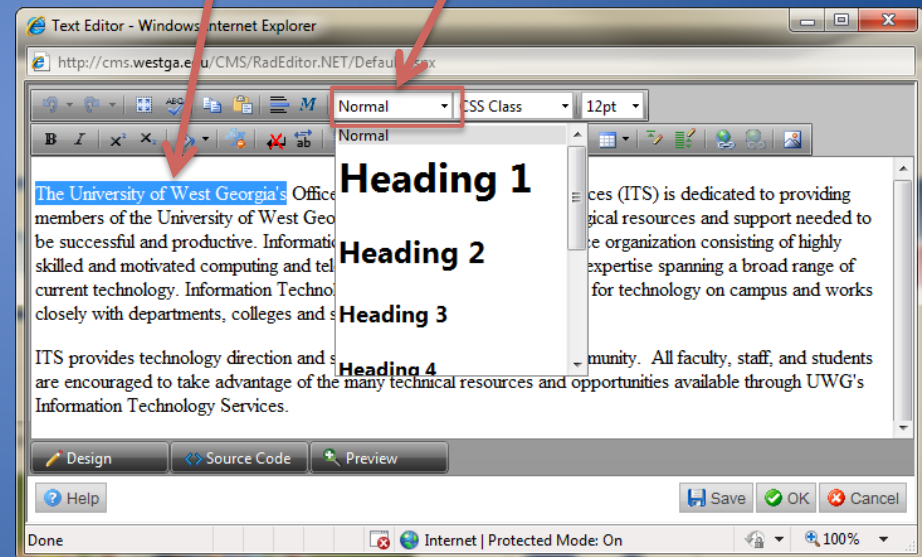 Text Editor - Windows Internet Explorer
http://cms.westga.edu/CMS/RadEditor.NET/Default.aspx
ABC M Normal CSS Class 12pt
B I x² X₂
Normal
Heading 1
Heading 2
Heading 3
Heading 4
The University of West Georgia's Office ces (ITS) is dedicated to providing
members of the University of West Geo gical resources and support needed to
be successful and productive. Informati e organization consisting of highly
skilled and motivated computing and tel expertise spanning a broad range of
current technology. Information Techno for technology on campus and works
closely with departments, colleges and s
ITS provides technology direction and s munity. All faculty, staff, and students
are encouraged to take advantage of the many technical resources and opportunities available through UWG's
Information Technology Services.
Design Source Code Preview
Help Save OK Cancel
Done Internet | Protected Mode: On 100%